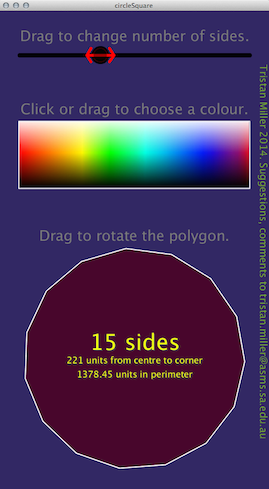 circleSquare
Drag to change number of sides.
Click or drag to choose a colour.
Drag to rotate the polygon.
15 sides
221 units from centre to corner
1378.45 units in perimeter
Tristan Miller 2014. Suggestions, comments to tristan.miller@asms.sa.edu.au